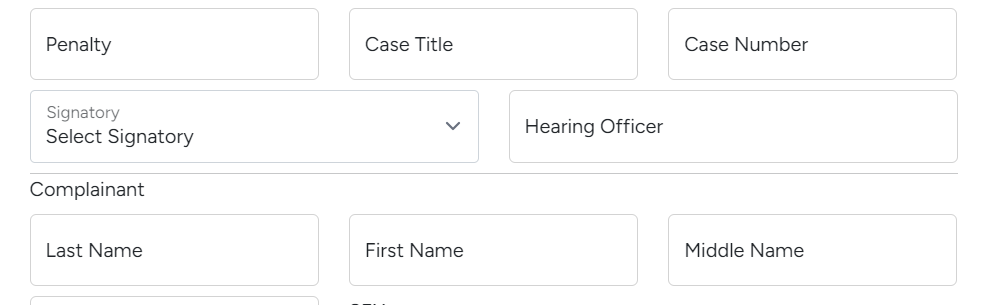 Penalty Case Title Case Number
Signatory
Select Signatory
Hearing Officer
Complainant
Last Name First Name Middle Name